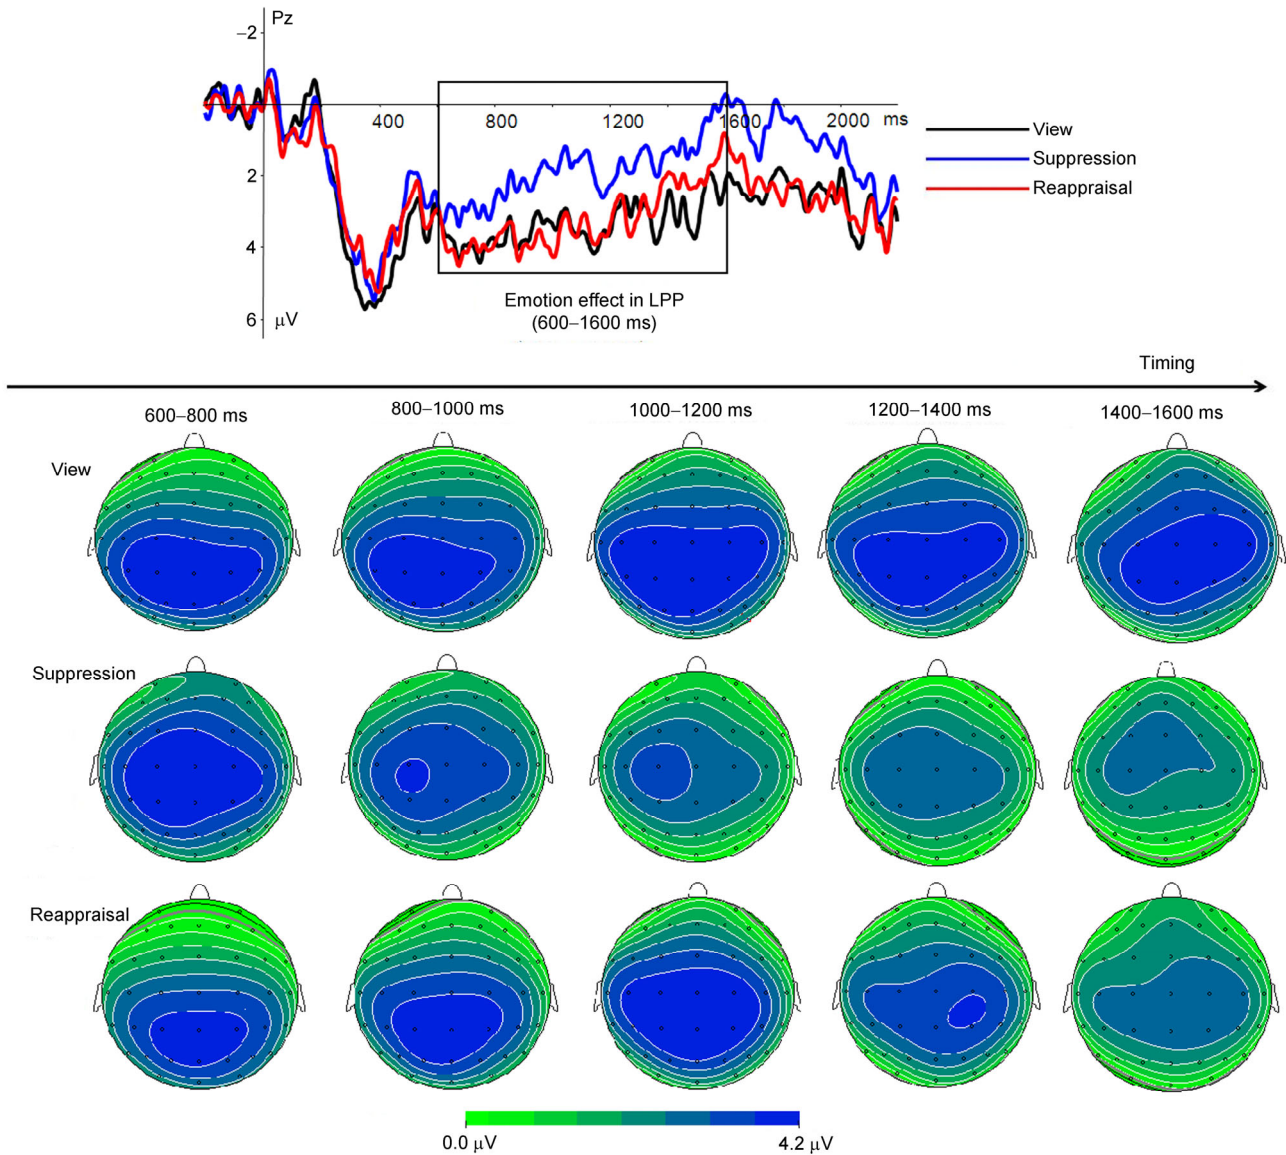 Pz
–2
400 800 1200 1600 2000 ms
2
4
6 μV
View
Suppression
Reappraisal
Emotion effect in LPP
(600–1600 ms)
Timing
600–800 ms 800–1000 ms 1000–1200 ms 1200–1400 ms 1400–1600 ms
View
Suppression
Reappraisal
0.0 μV 4.2 μV